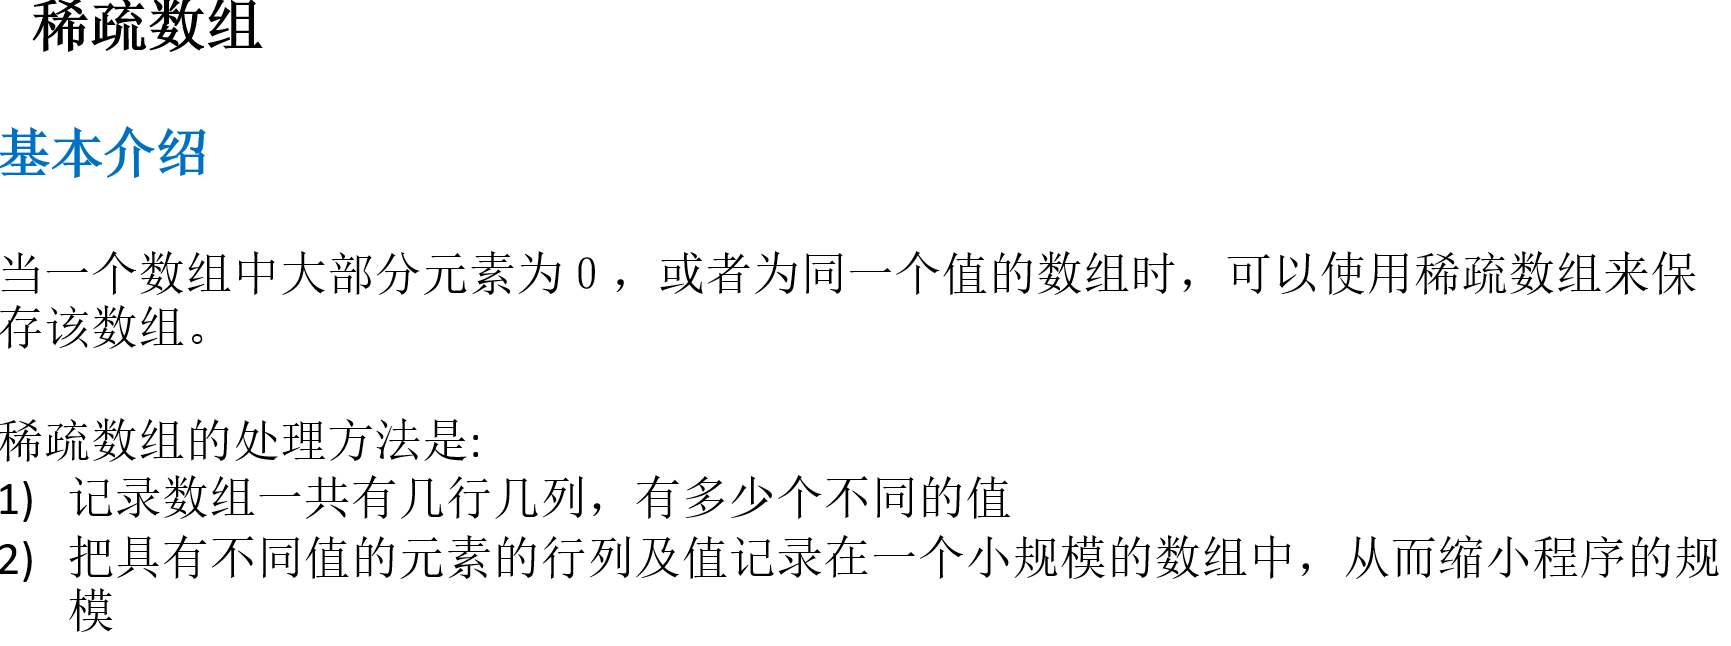 稀疏数组
基本介绍
当一个数组中大部分元素为0，或者为同一个值的数组时，可以使用稀疏数组来保
存该数组。
稀疏数组的处理方法是:
1) 记录数组一共有几行几列，有多少个不同的值
2) 把具有不同值的元素的行列及值记录在一个小规模的数组中，从而缩小程序的规
模